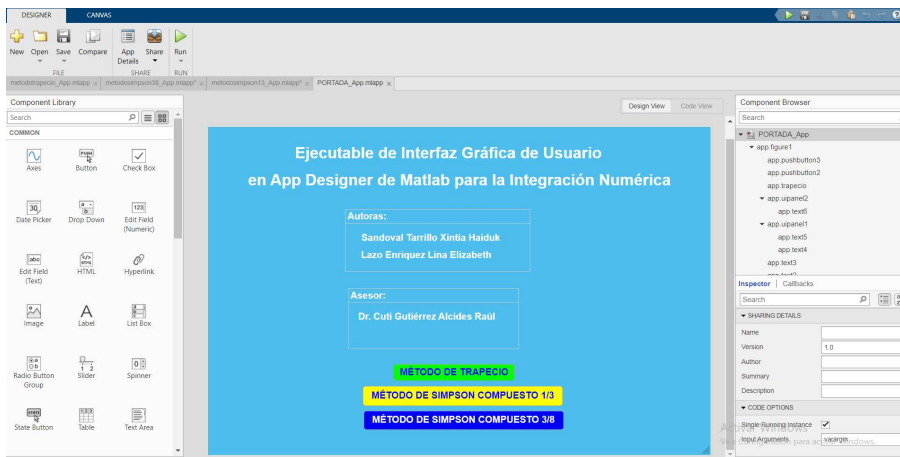 DESIGNER CANVAS
New Open Save Compare App Details Share Run
FILE SHARE RUN
metodotrapecio_App.mlapp metodosimpson38_App.mlapp* metodosimpson13_App.mlapp* PORTADA_App.mlapp
Component Library
Search
COMMON
Axes Button Check Box
Date Picker Drop Down Edit Field (Numeric)
Edit Field (Text) HTML Hyperlink
Image Label List Box
Radio Button Group Slider Spinner
State Button Table Text Area
Design View Code View
Ejecutable de Interfaz Gráfica de Usuario
en App Designer de Matlab para la Integración Numérica
Autoras:
Sandoval Tarrillo Xintia Haiduk
Lazo Enriquez Lina Elizabeth
Asesor:
Dr. Cuti Gutiérrez Alcides Raúl
MÉTODO DE TRAPECIO
MÉTODO DE SIMPSON COMPUESTO 1/3
MÉTODO DE SIMPSON COMPUESTO 3/8
Component Browser
Search
PORTADA_App
app.figure1
app.pushbutton3
app.pushbutton2
app.trapecio
app.uipanel2
app.text6
app.uipanel1
app.text5
app.text4
app.text3
Inspector Callbacks
Search
SHARING DETAILS
Name
Version 1.0
Author
Summary
Description
CODE OPTIONS
Single Running Instance
Input Arguments varargin